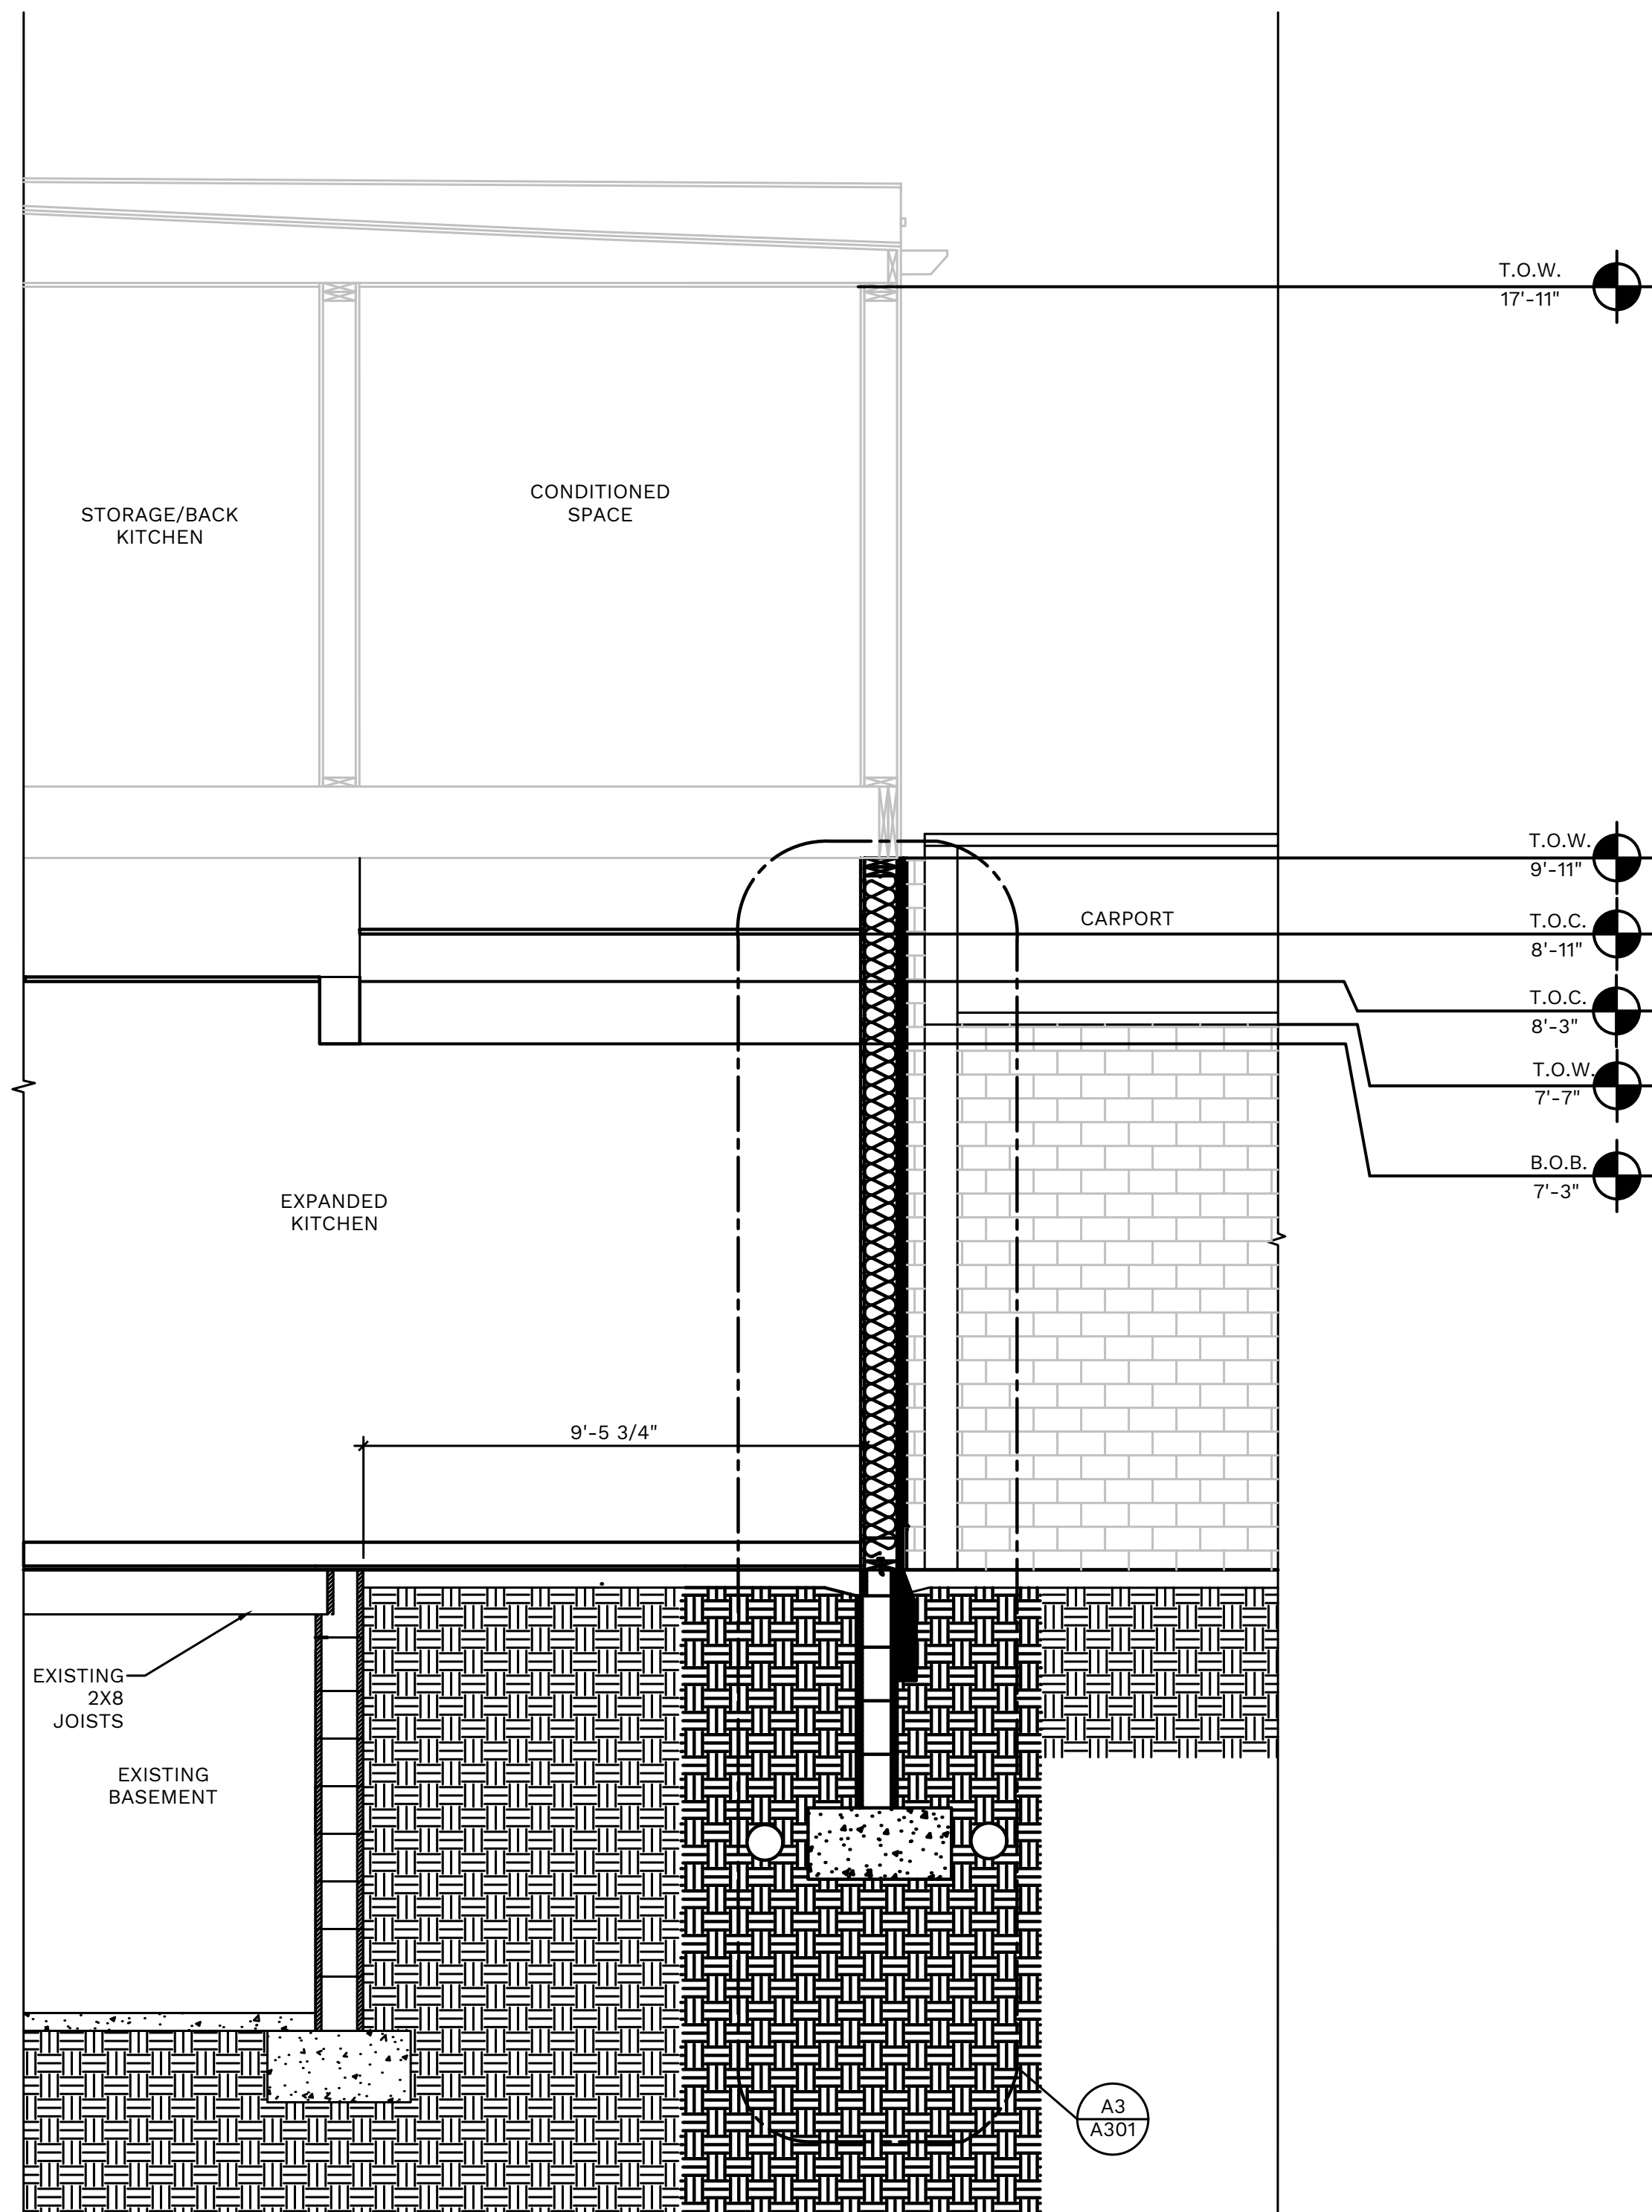 T.O.W.
17'-11"
STORAGE/BACK
KITCHEN
CONDITIONED
SPACE
T.O.W.
9'-11"
CARPORT
T.O.C.
8'-11"
T.O.C.
8'-3"
T.O.W.
7'-7"
B.O.B.
7'-3"
EXPANDED
KITCHEN
9'-5 3/4"
EXISTING
2X8
JOISTS
EXISTING
BASEMENT
A3
A301